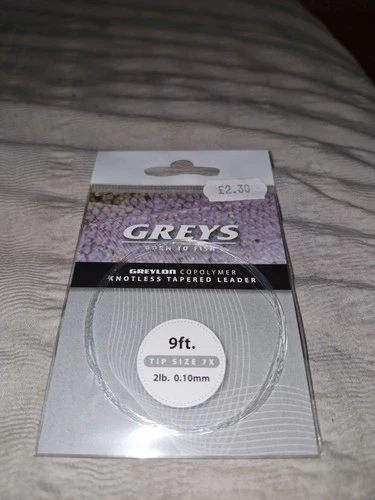 £2.30
GREYS
BORN TO FISH
GREYLON COPOLYMER
KNOTLESS TAPERED LEADER
9ft.
TIP SIZE 7X
2lb. 0.10mm